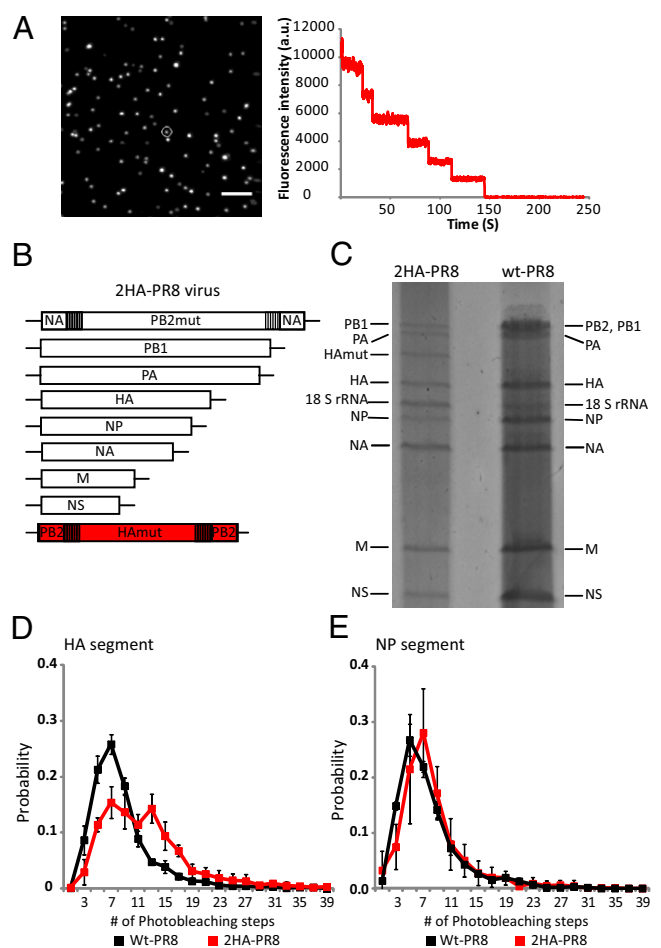 A
Fluorescence intensity (a.u.)
12000
10000
8000
6000
4000
2000
0
50
100
150
200
250
Time (S)
B
2HA-PR8 virus
NA PB2mut NA
PB1
PA
HA
NP
NA
M
NS
PB2 HAmut PB2
C
2HA-PR8 wt-PR8
PB1
PA
HAmut
HA
18 S rRNA
NP
NA
M
NS
PB2, PB1
PA
HA
18 S rRNA
NP
NA
M
NS
D
HA segment
Probability
0.4
0.3
0.2
0.1
0
3 7 11 15 19 23 27 31 35 39
# of Photobleaching steps
Wt-PR8 2HA-PR8
E
NP segment
Probability
0.4
0.3
0.2
0.1
0
3 7 11 15 19 23 27 31 35 39
# of Photobleaching steps
Wt-PR8 2HA-PR8